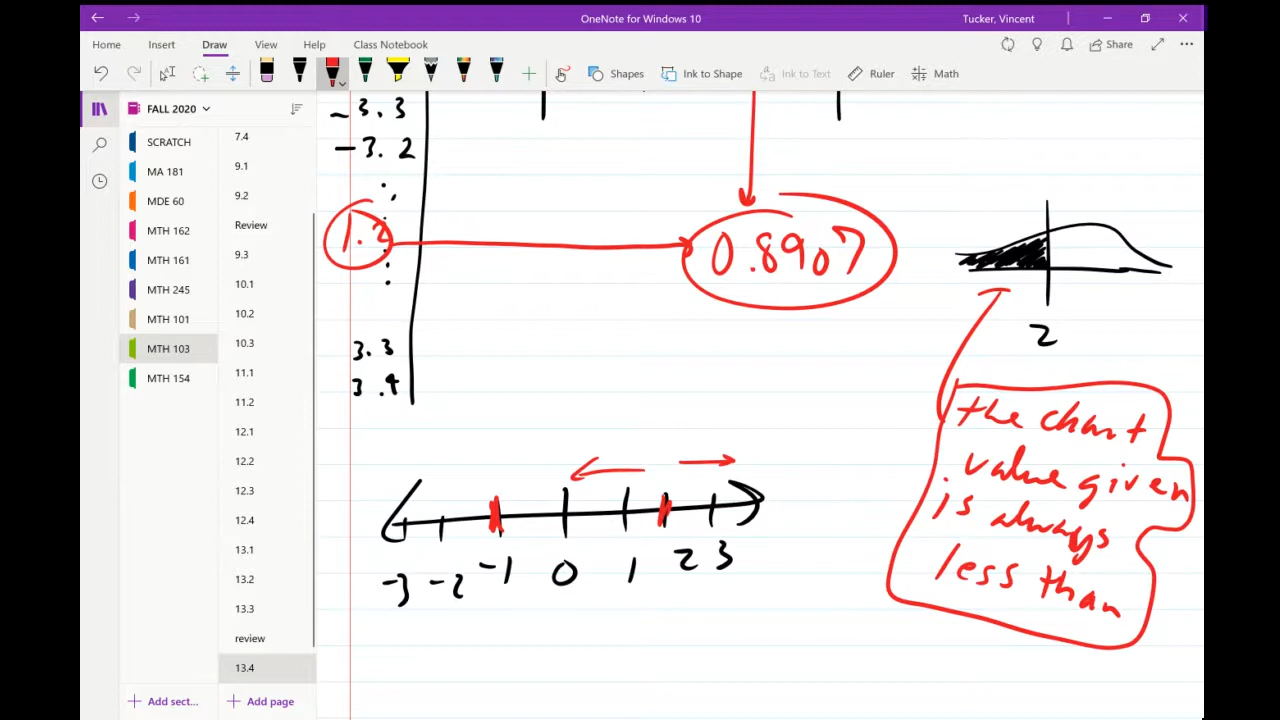 OneNote for Windows 10
Tucker, Vincent
Home Insert Draw View Help Class Notebook
Share
Shapes Ink to Shape Ink to Text Ruler Math
FALL 2020
SCRATCH
MA 181
MDE 60
MTH 162
MTH 161
MTH 245
MTH 101
MTH 103
MTH 154
Add sect...
7.4
9.1
9.2
Review
9.3
10.1
10.2
10.3
11.1
11.2
12.1
12.2
12.3
12.4
13.1
13.2
13.3
review
13.4
Add page
-3.3
-3.2
1.2
0.8907
3.3
3.4
2
the chart
value given
is always
less than
-3 -2 -1 0 1 2 3